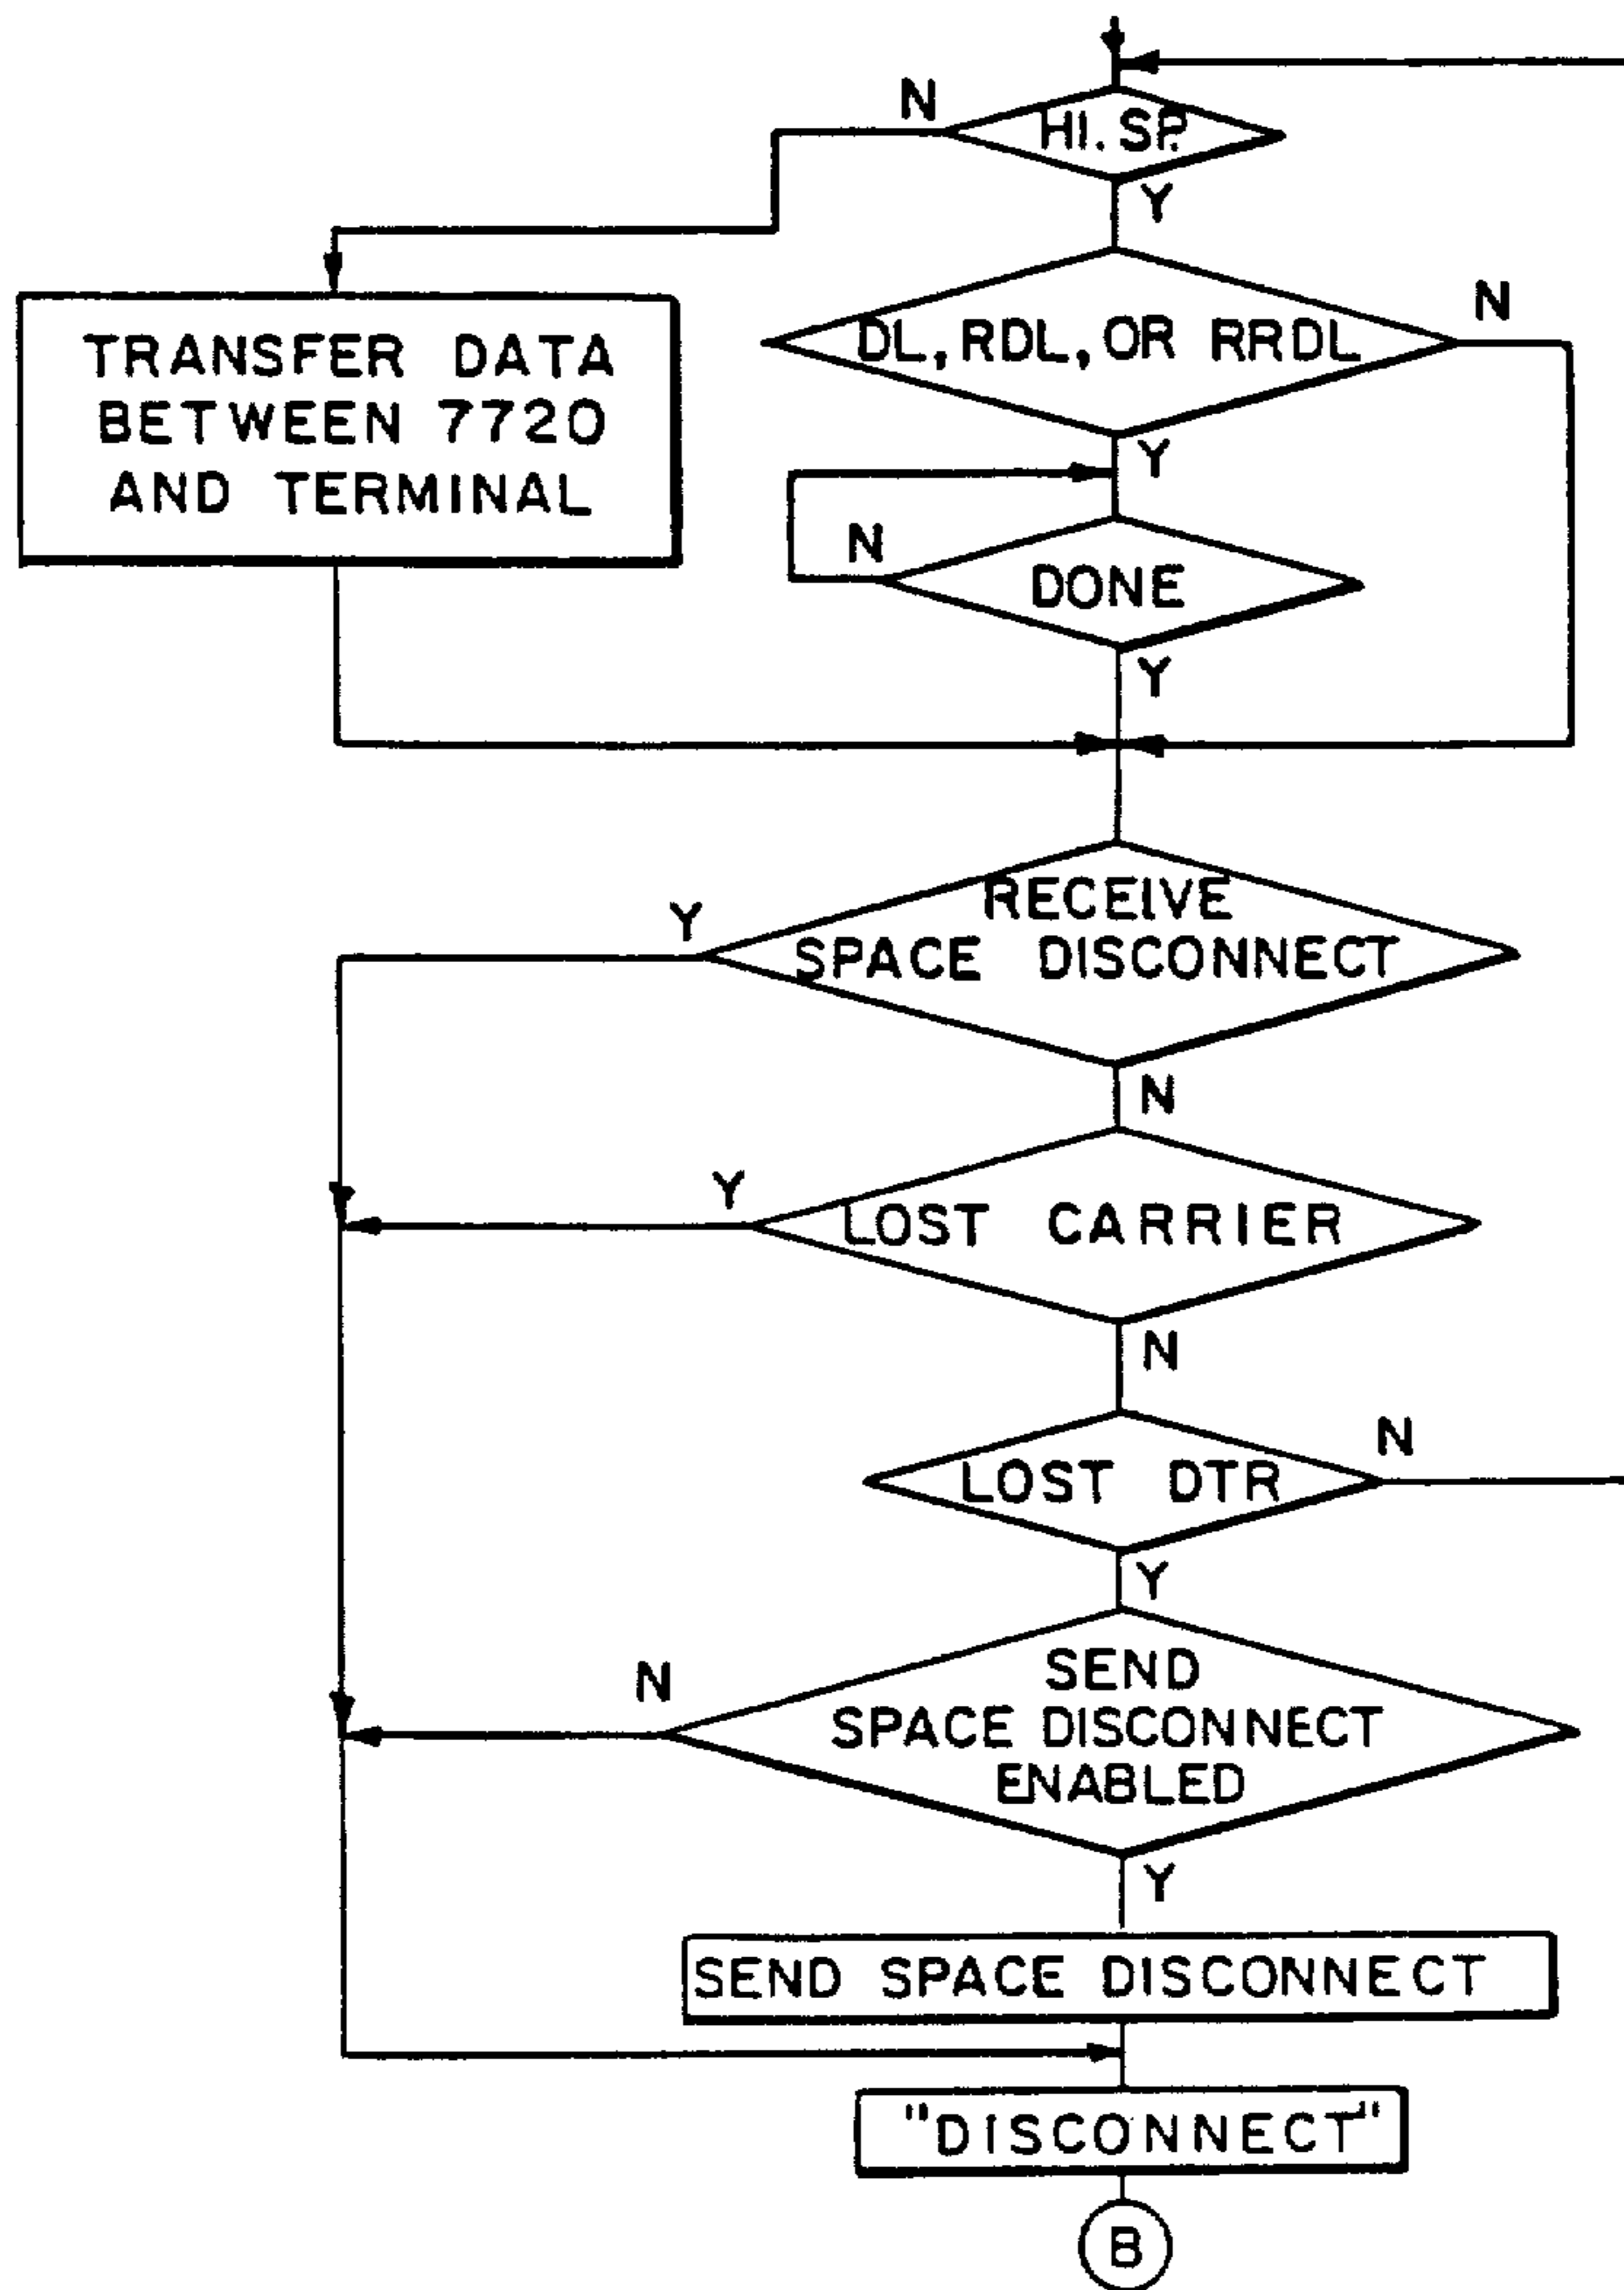 HI. SP.
N
Y
DL, RDL, OR RRDL
N
TRANSFER DATA
BETWEEN 7720
AND TERMINAL
Y
N
DONE
Y
RECEIVE
SPACE DISCONNECT
Y
N
Y
LOST CARRIER
N
LOST DTR
N
Y
SEND
SPACE DISCONNECT
ENABLED
N
Y
SEND SPACE DISCONNECT
"DISCONNECT"
B